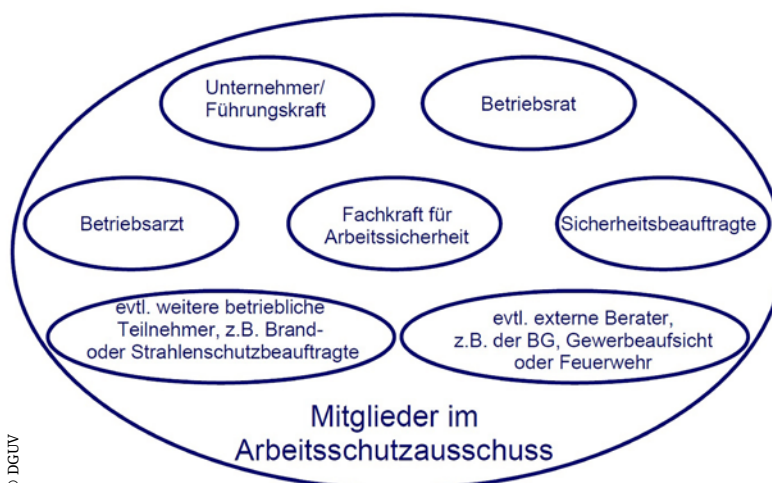 Unternehmer/
Führungskraft
Betriebsrat
Betriebsarzt
Fachkraft für
Arbeitssicherheit
Sicherheitsbeauftragte
evtl. weitere betriebliche
Teilnehmer, z.B. Brand-
oder Strahlenschutzbeauftragte
evtl. externe Berater,
z.B. der BG, Gewerbeaufsicht
oder Feuerwehr
Mitglieder im
Arbeitsschutzausschuss
© DGUV